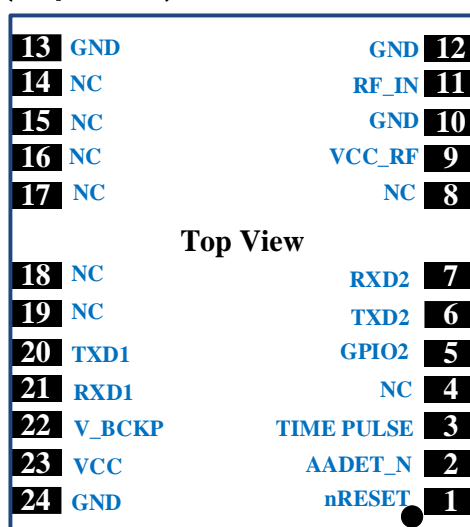 13 GND GND 12
14 NC RF_IN 11
15 NC GND 10
16 NC VCC_RF 9
17 NC NC 8
Top View
18 NC RXD2 7
19 NC TXD2 6
20 TXD1 GPIO2 5
21 RXD1 NC 4
22 V_BCKP TIME PULSE 3
23 VCC AADET_N 2
24 GND nRESET 1